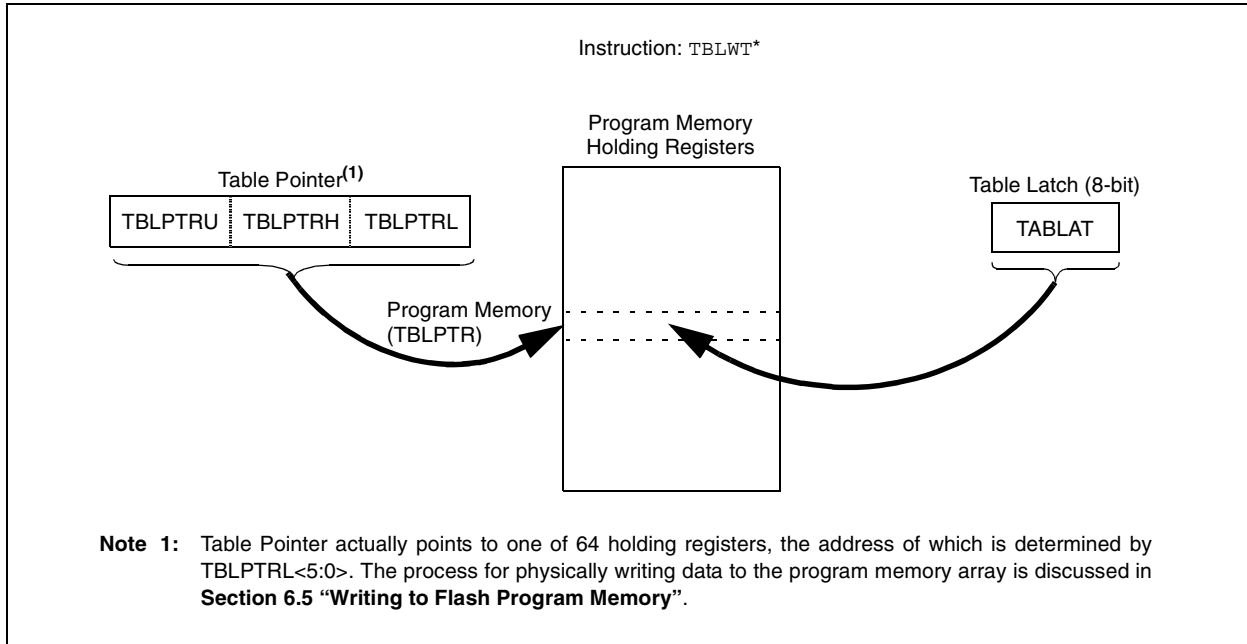 Instruction: TBLWT*
Program Memory
Holding Registers
Table Pointer(1)
Table Latch (8-bit)
TBLPTRU TBLPTRH TBLPTRL
TABLAT
Program Memory
(TBLPTR)
Note 1: Table Pointer actually points to one of 64 holding registers, the address of which is determined by
TBLPTRL<5:0>. The process for physically writing data to the program memory array is discussed in
Section 6.5 “Writing to Flash Program Memory”.